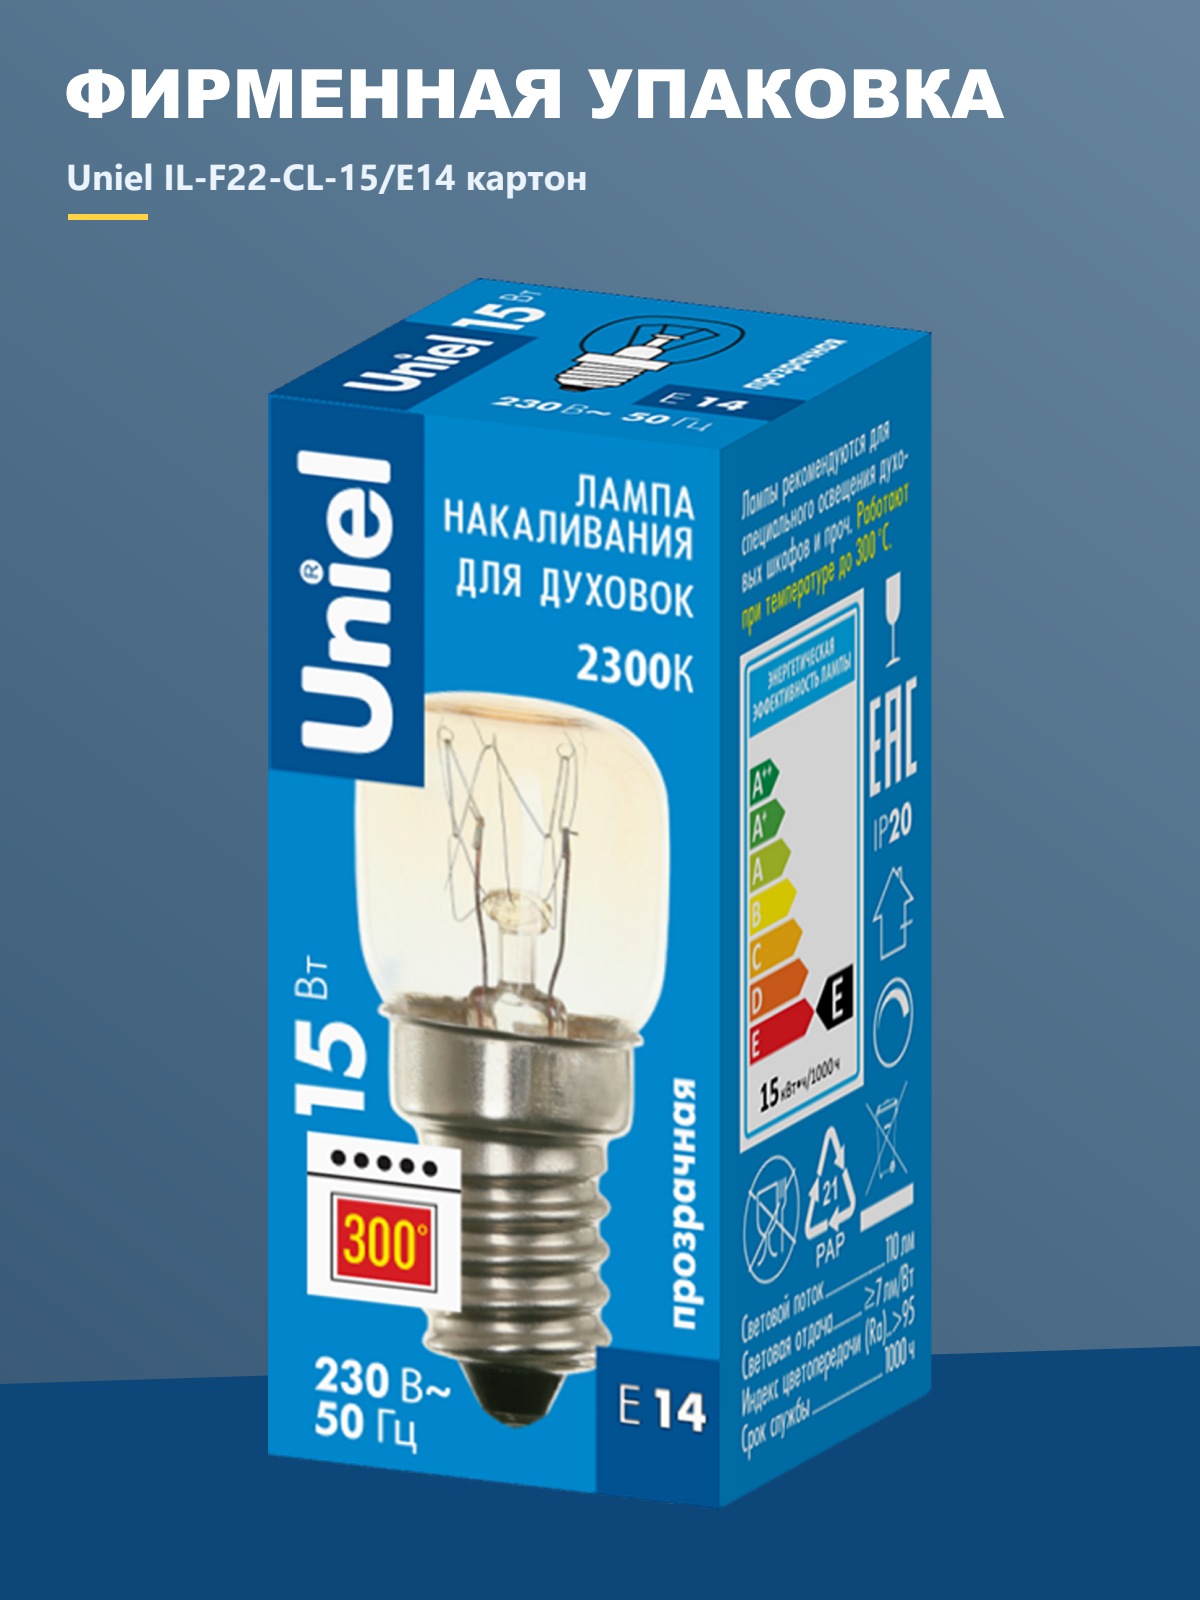 ФИРМЕННАЯ УПАКОВКА
Uniel IL-F22-CL-15/E14 картон
Uniel 15 Вт
прозрачная
E 14
230 В~ 50 Гц
Uniel®
ЛАМПА
НАКАЛИВАНИЯ
ДЛЯ ДУХОВОК
2300К
15 Вт
300°
прозрачная
230 В~
50 Гц
E 14
Лампы рекомендуются для
специального освещения духо-
вых шкафов и проч. Работают
при температуре до 300 °С.
ЭНЕРГЕТИЧЕСКАЯ
ЭФФЕКТИВНОСТЬ ЛАМПЫ
A++
A+
A
B
C
D
E
E
15 кВт•ч/1000 ч
EAC
IP20
21
PAP
Световой поток 110 лм
Световая отдача ≥7 лм/Вт
Индекс цветопередачи (Ra) >95
Срок службы 1000 ч